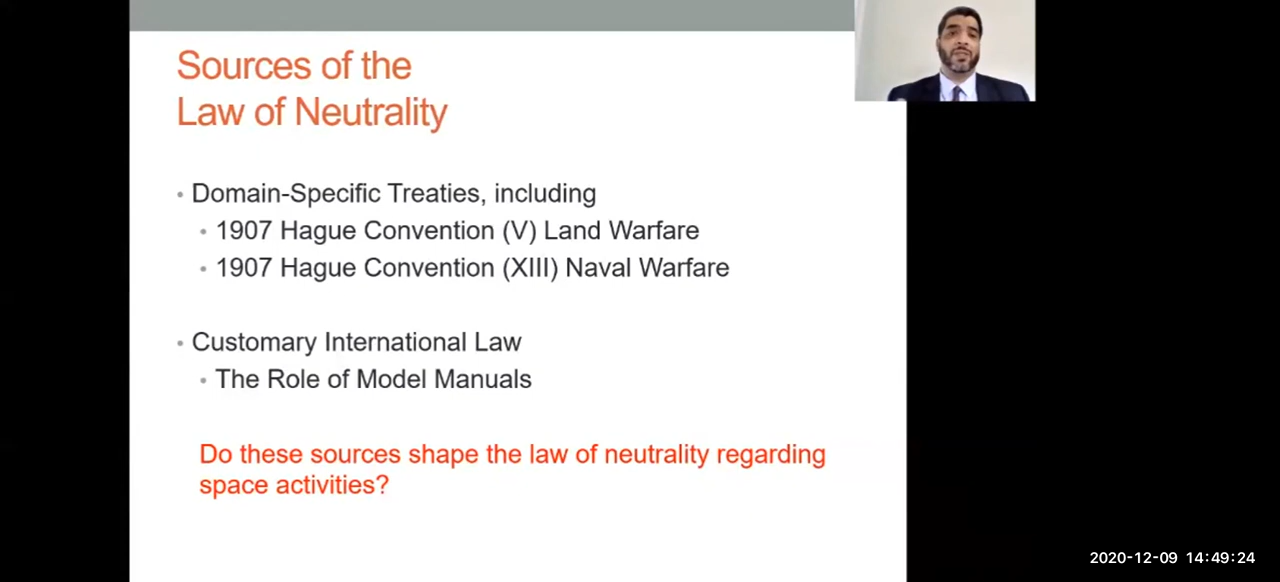 Sources of the
Law of Neutrality
• Domain-Specific Treaties, including
• 1907 Hague Convention (V) Land Warfare
• 1907 Hague Convention (XIII) Naval Warfare
• Customary International Law
• The Role of Model Manuals
Do these sources shape the law of neutrality regarding
space activities?
2020-12-09 14:49:24